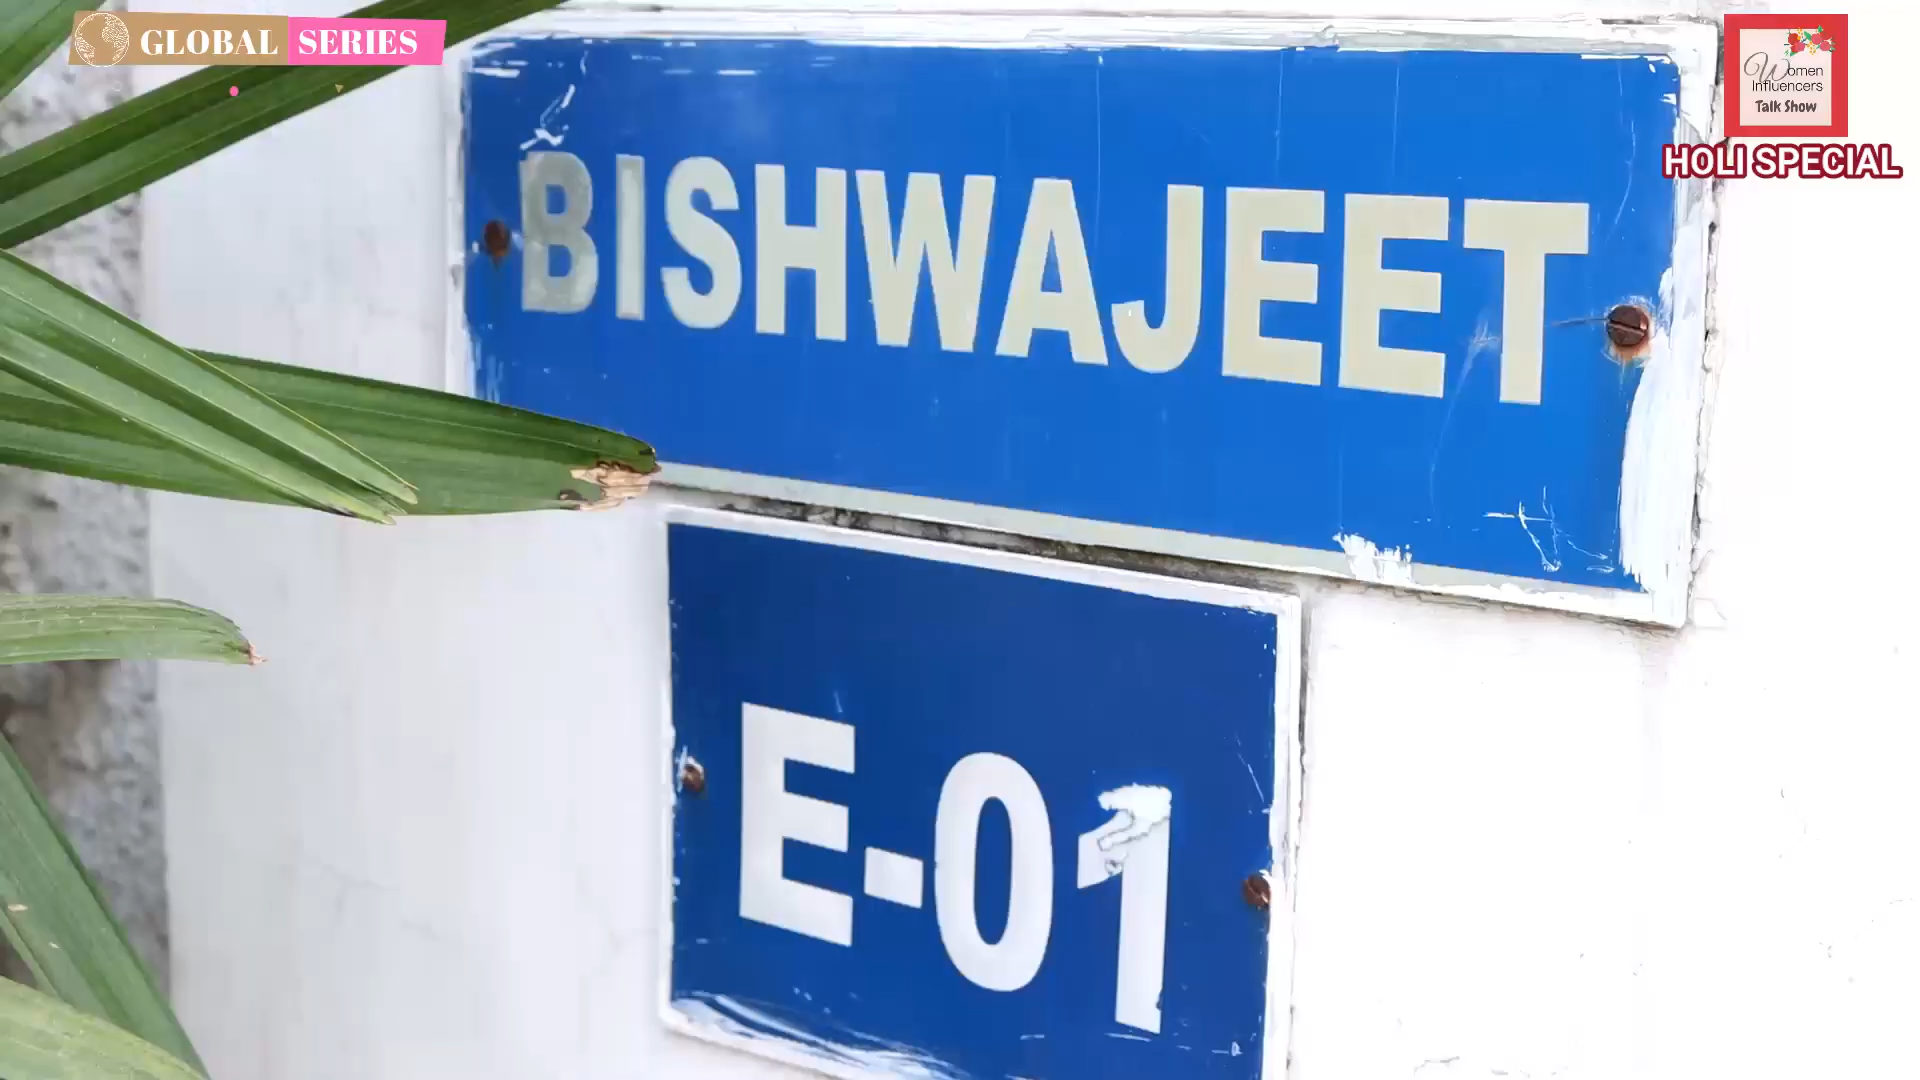 GLOBAL SERIES
Women
Influencers
Talk Show
HOLI SPECIAL
BISHWAJEET
E-01